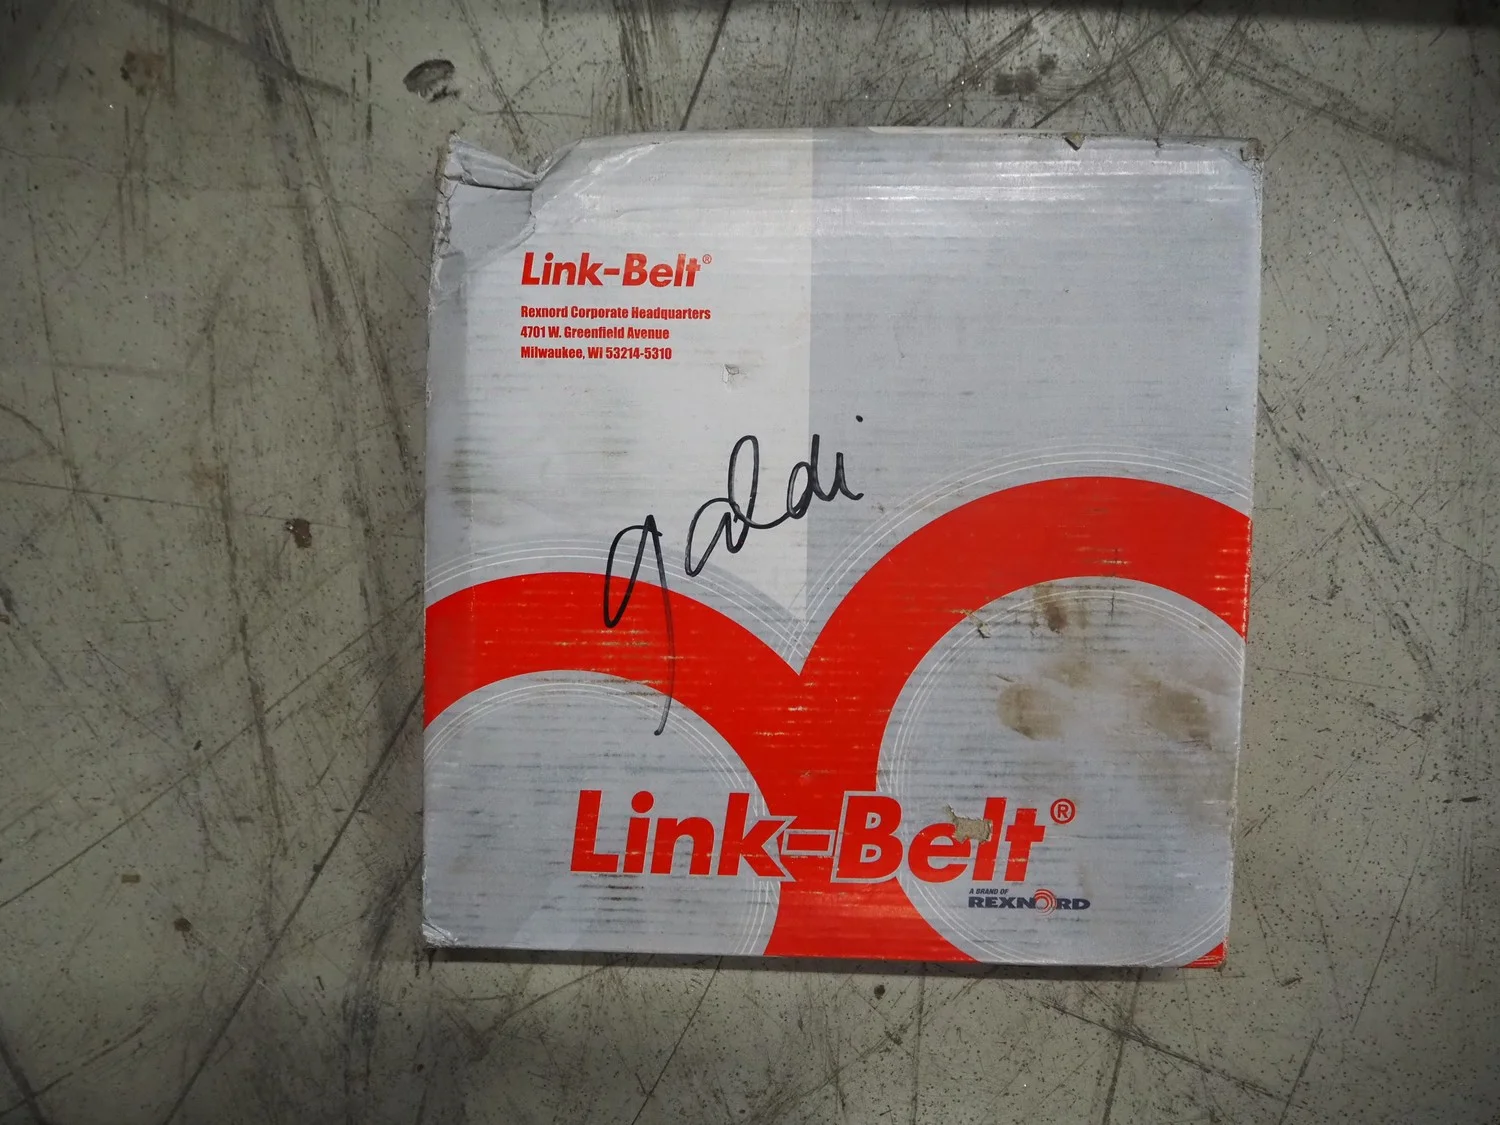 Link-Belt®
Rexnord Corporate Headquarters
4701 W. Greenfield Avenue
Milwaukee, WI 53214-5310
Link-Belt®
A BRAND OF
REXNORD